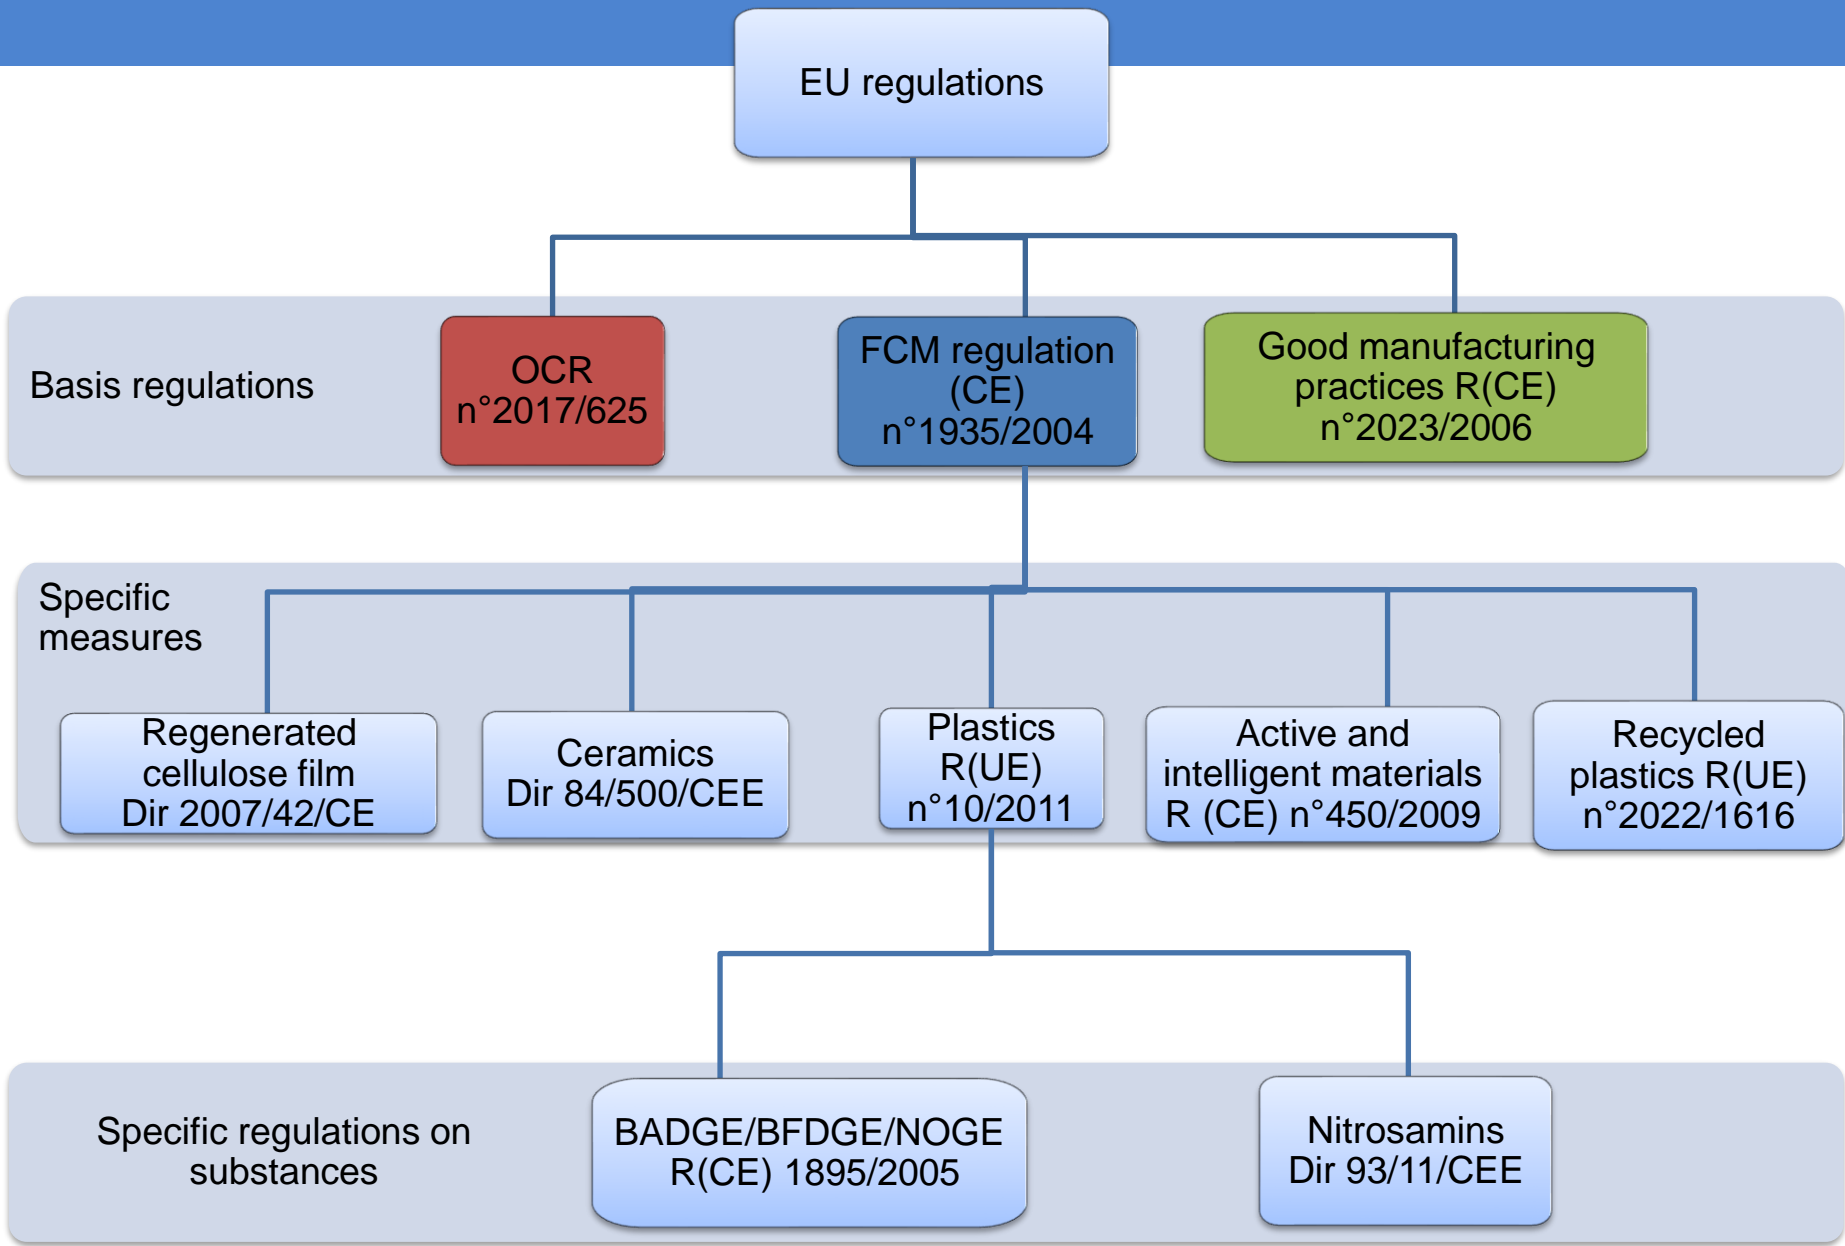 EU regulations
Basis regulations
OCR
n°2017/625
FCM regulation
(CE)
n°1935/2004
Good manufacturing
practices R(CE)
n°2023/2006
Specific
measures
Regenerated
cellulose film
Dir 2007/42/CE
Ceramics
Dir 84/500/CEE
Plastics
R(UE)
n°10/2011
Active and
intelligent materials
R (CE) n°450/2009
Recycled
plastics R(UE)
n°2022/1616
Specific regulations on
substances
BADGE/BFDGE/NOGE
R(CE) 1895/2005
Nitrosamins
Dir 93/11/CEE